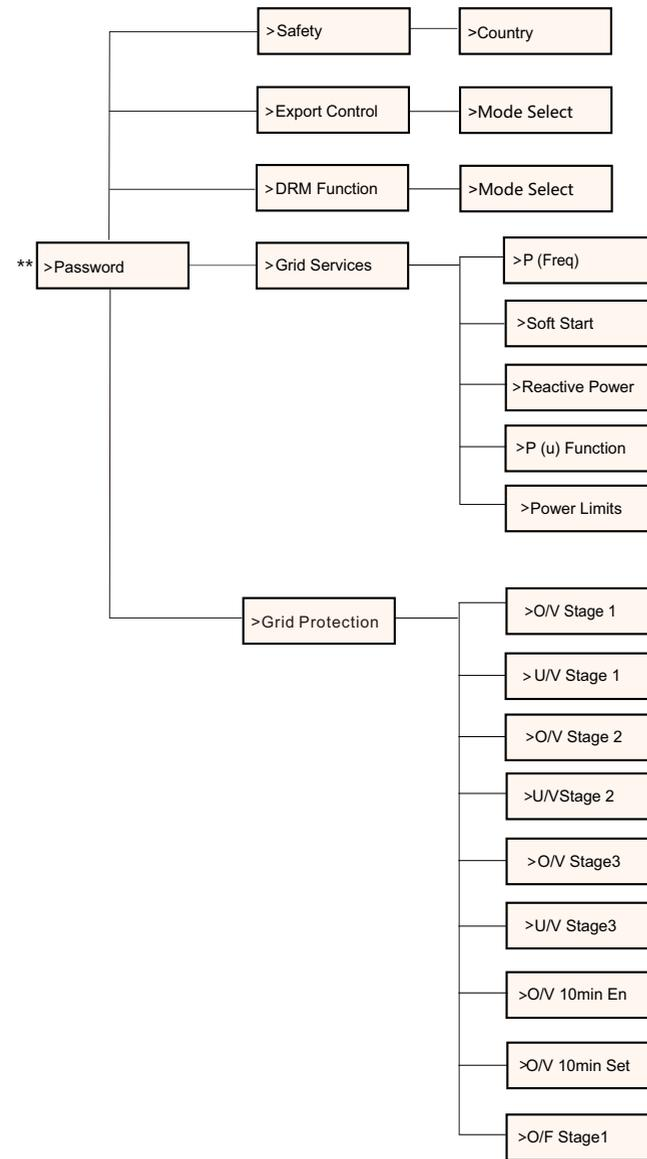 >Safety
>Country
>Export Control
>Mode Select
>DRM Function
>Mode Select
** >Password
>Grid Services
>P (Freq)
>Soft Start
>Reactive Power
>P (u) Function
>Power Limits
>Grid Protection
>O/V Stage 1
> U/V Stage 1
>O/V Stage 2
>U/VStage 2
>O/V Stage3
>U/V Stage3
>O/V 10min En
>O/V 10min Set
>O/F Stage1